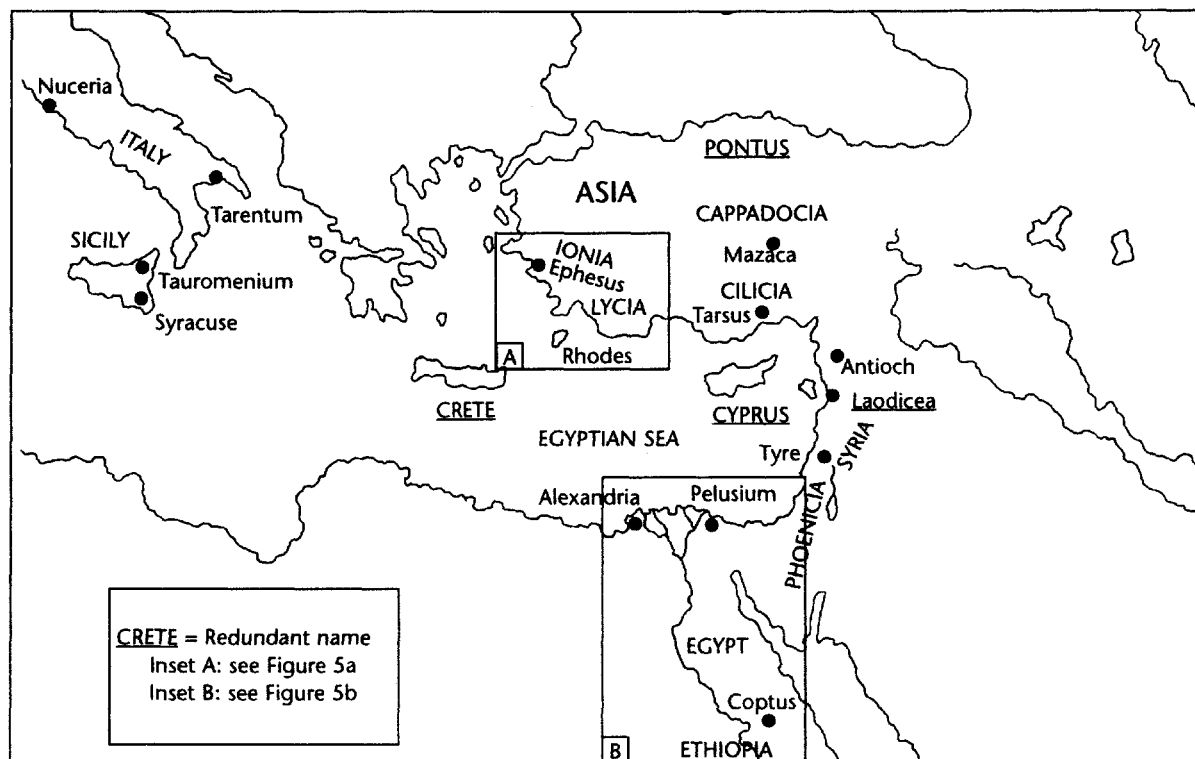 Nuceria
ITALY
PONTUS
ASIA
Tarentum
CAPPADOCIA
SICILY
Mazaca
IONIA
Ephesus
Tauromenium
CILICIA
LYCIA
Tarsus
Syracuse
A
Rhodes
Antioch
CRETE
CYPRUS
Laodicea
EGYPTIAN SEA
Tyre
SYRIA
Alexandria
Pelusium
PHOENICIA
CRETE = Redundant name
Inset A: see Figure 5a
Inset B: see Figure 5b
EGYPT
Coptus
B
ETHIOPIA